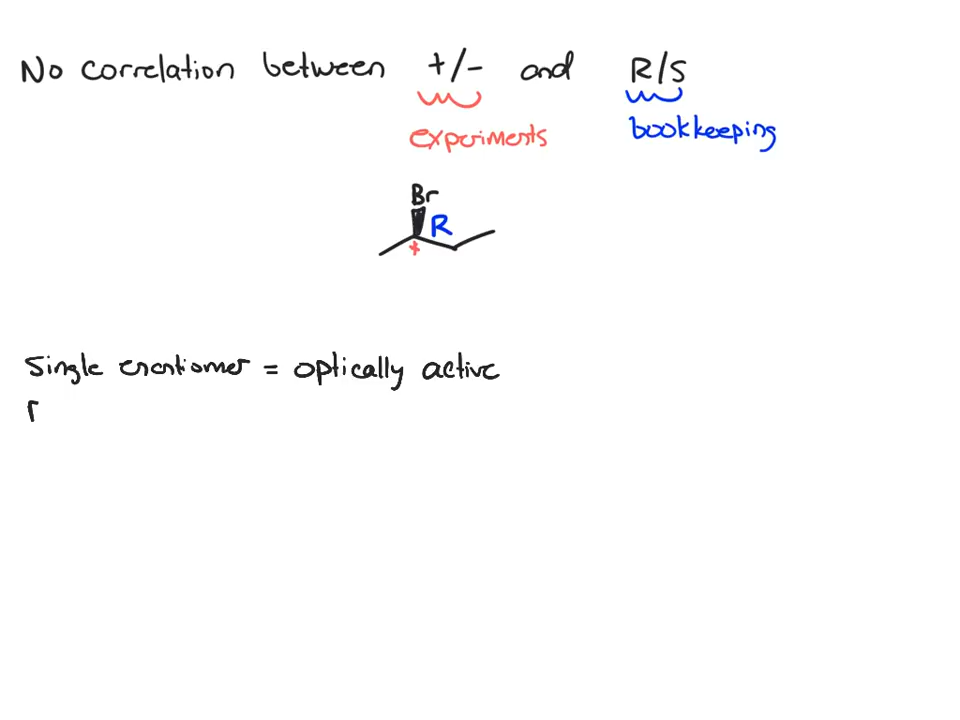 No correlation between +/- and R/S
experiments bookkeeping
Br
R
*
Single enantiomer = optically active
r